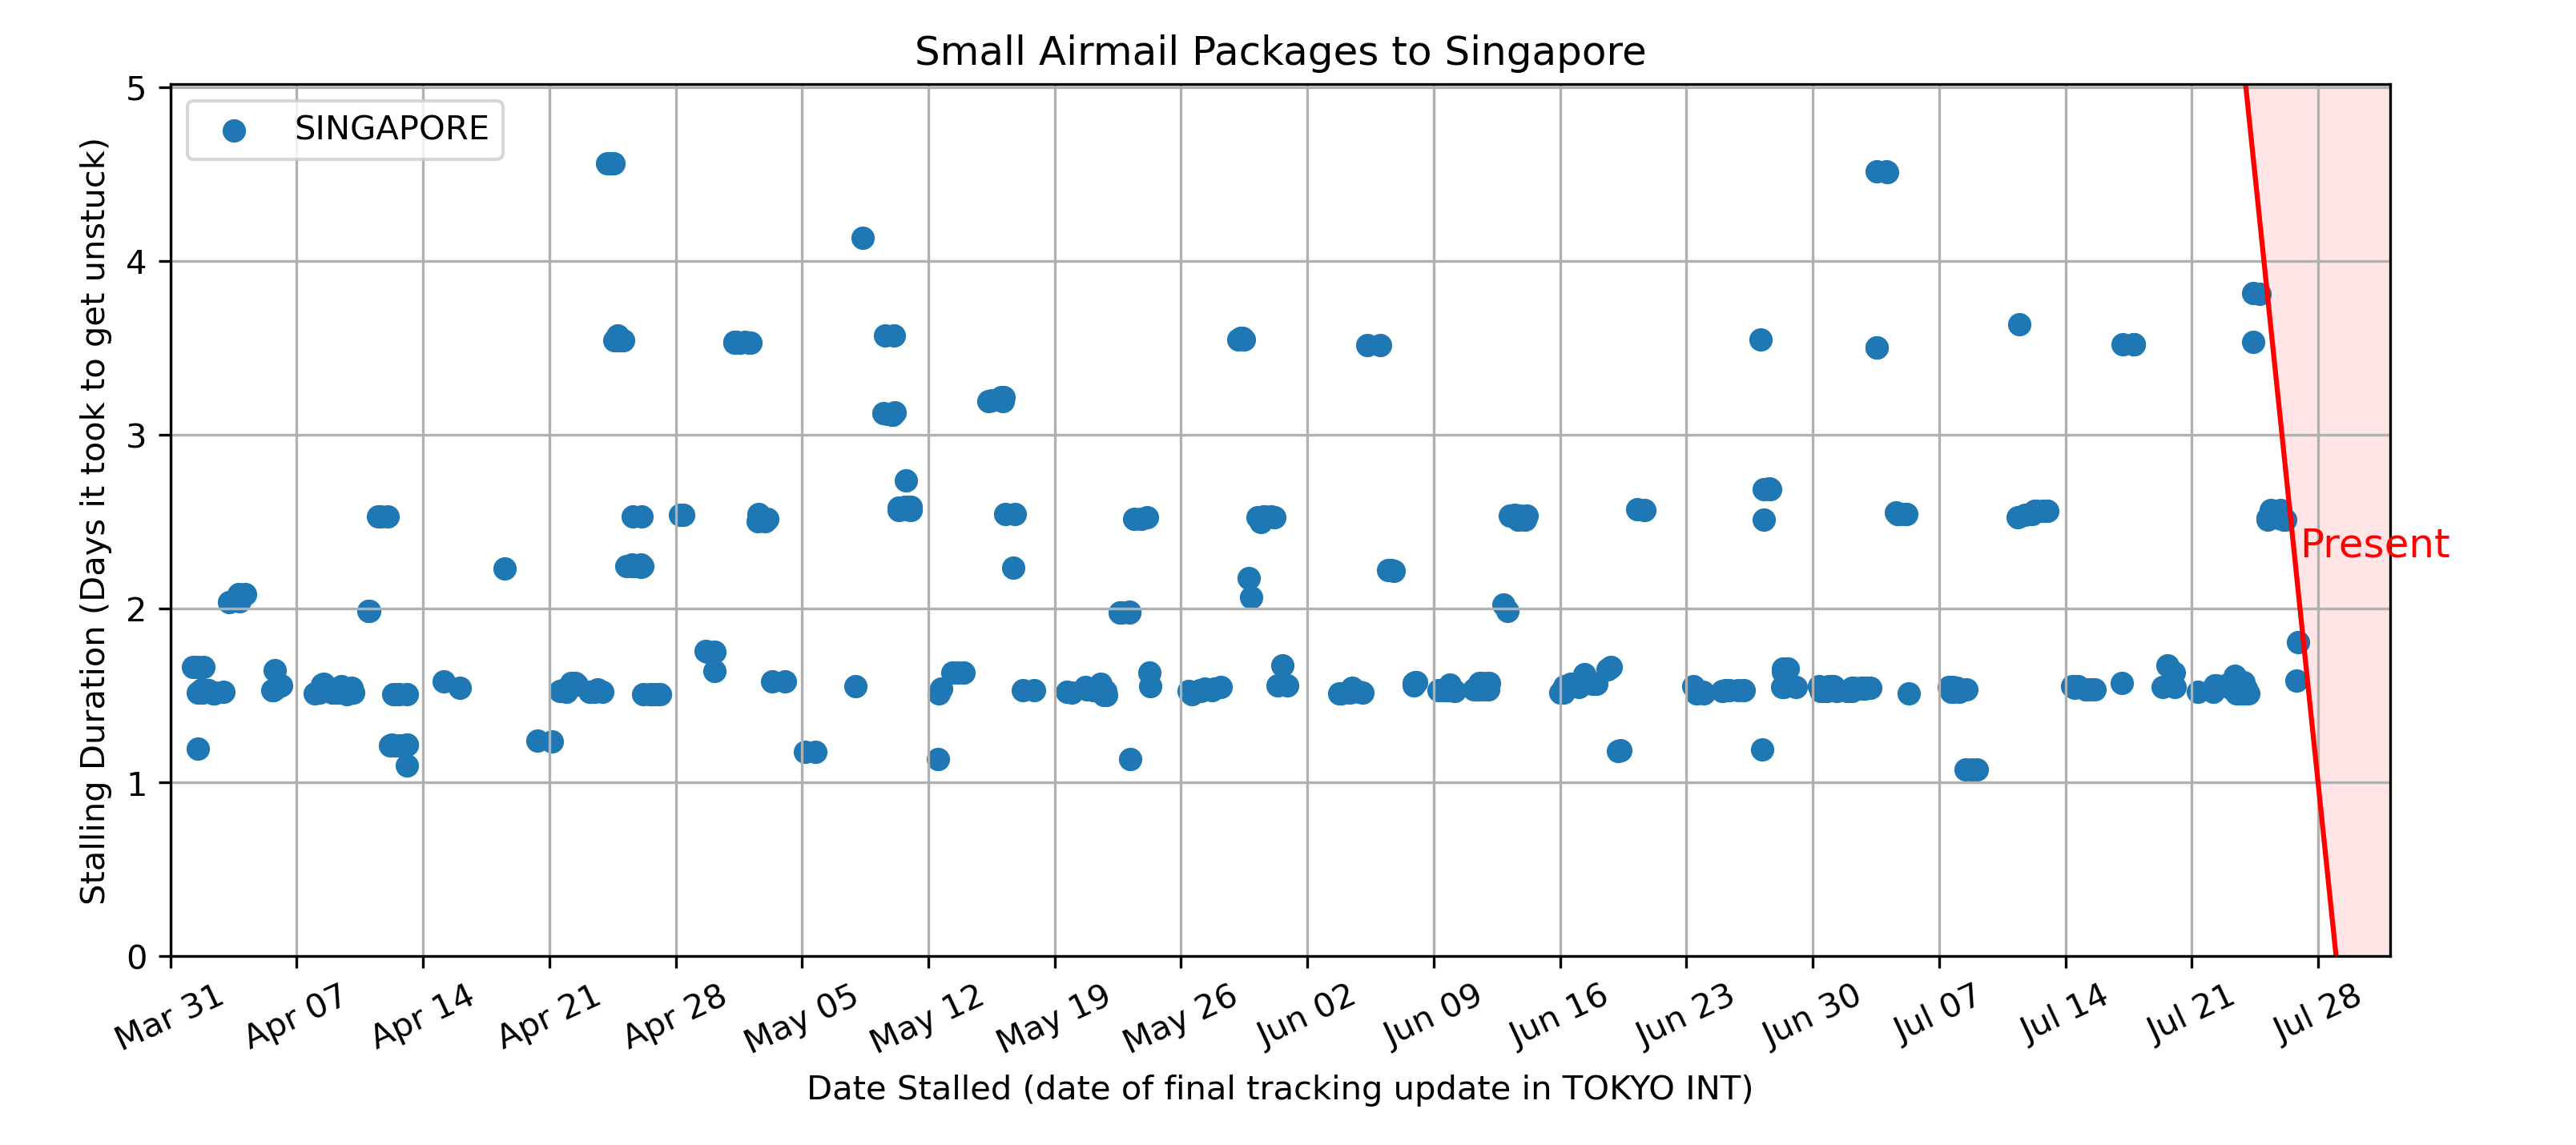 Small Airmail Packages to Singapore
SINGAPORE
Stalling Duration (Days it took to get unstuck)
5
4
3
2
1
0
Present
Mar 31
Apr 07
Apr 14
Apr 21
Apr 28
May 05
May 12
May 19
May 26
Jun 02
Jun 09
Jun 16
Jun 23
Jun 30
Jul 07
Jul 14
Jul 21
Jul 28
Date Stalled (date of final tracking update in TOKYO INT)